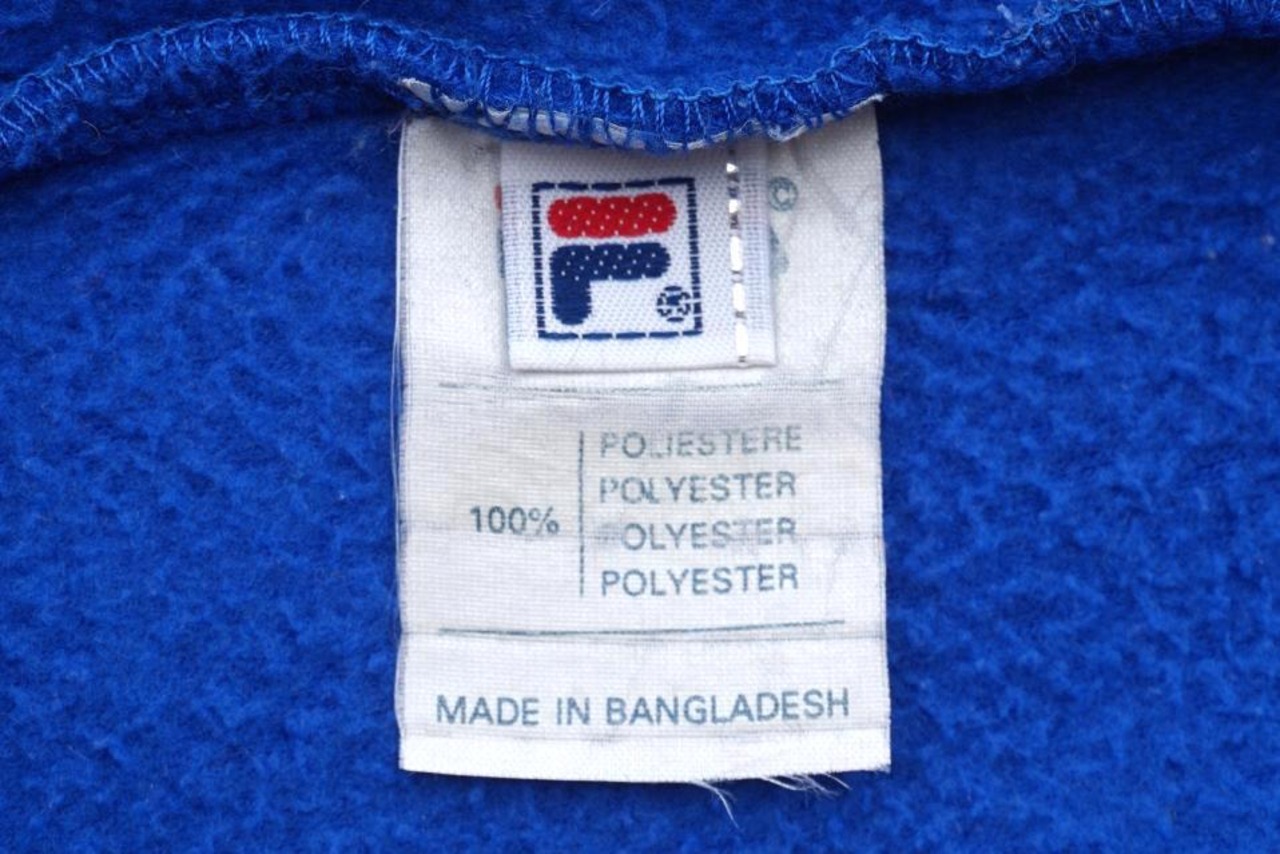 ©
®
POLIESTERE
POLYESTER
100%
POLYESTER
POLYESTER
MADE IN BANGLADESH